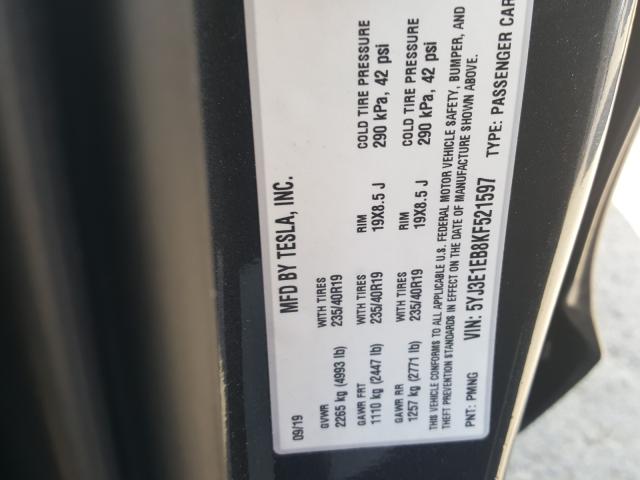 09/19 MFD BY TESLA, INC.
GVWR WITH TIRES
2265 kg (4993 lb) 235/40R19
GAWR FRT WITH TIRES RIM COLD TIRE PRESSURE
1110 kg (2447 lb) 235/40R19 19X8.5 J 290 kPa, 42 psi
GAWR RR WITH TIRES RIM COLD TIRE PRESSURE
1257 kg (2771 lb) 235/40R19 19X8.5 J 290 kPa, 42 psi
THIS VEHICLE CONFORMS TO ALL APPLICABLE U.S. FEDERAL MOTOR VEHICLE SAFETY, BUMPER, AND
THEFT PREVENTION STANDARDS IN EFFECT ON THE DATE OF MANUFACTURE SHOWN ABOVE.
PNT: PMNG VIN: 5YJ3E1EB8KF521597 TYPE: PASSENGER CAR